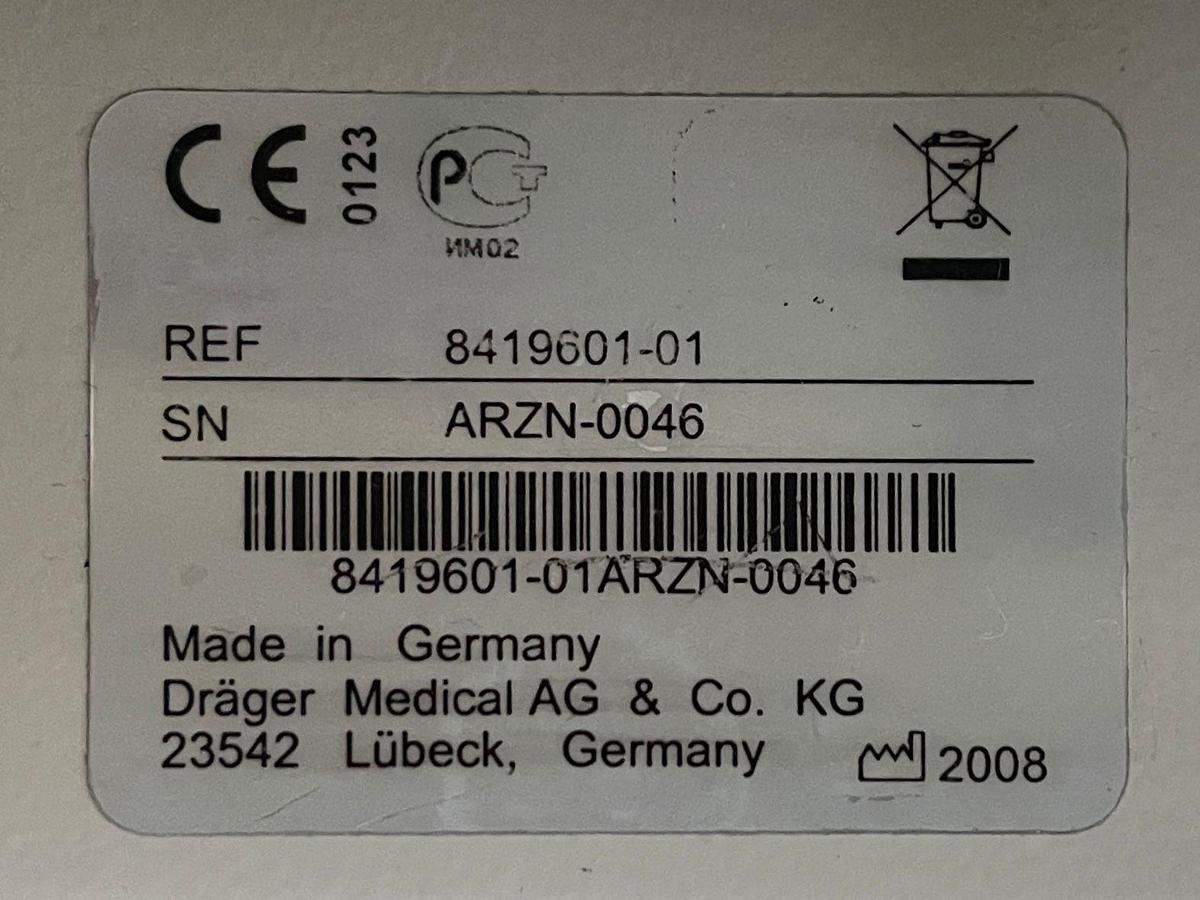 CE 0123 РСТ
ИМ02
REF 8419601-01
SN ARZN-0046
8419601-01ARZN-0046
Made in Germany
Dräger Medical AG & Co. KG
23542 Lübeck, Germany 2008